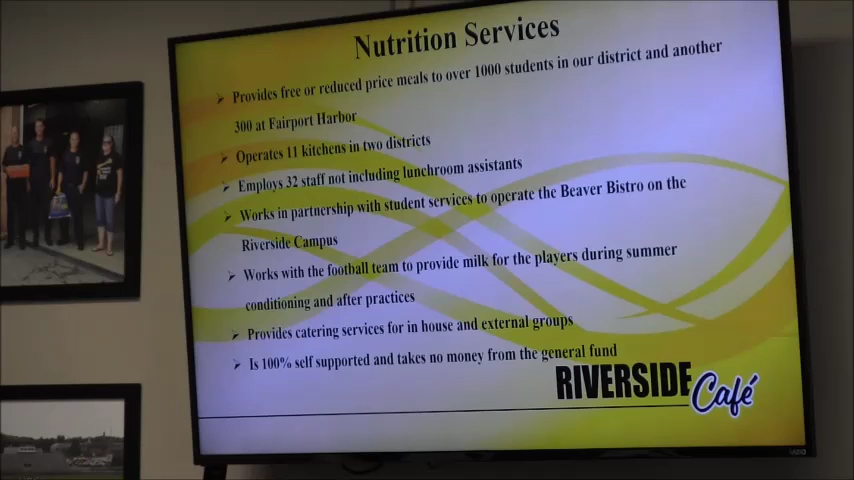 Nutrition Services
➢ Provides free or reduced price meals to over 1000 students in our district and another
300 at Fairport Harbor
➢ Operates 11 kitchens in two districts
➢ Employs 32 staff not including lunchroom assistants
➢ Works in partnership with student services to operate the Beaver Bistro on the
Riverside Campus
➢ Works with the football team to provide milk for the players during summer
conditioning and after practices
➢ Provides catering services for in house and external groups
➢ Is 100% self supported and takes no money from the general fund
RIVERSIDE
Café
VIZIO